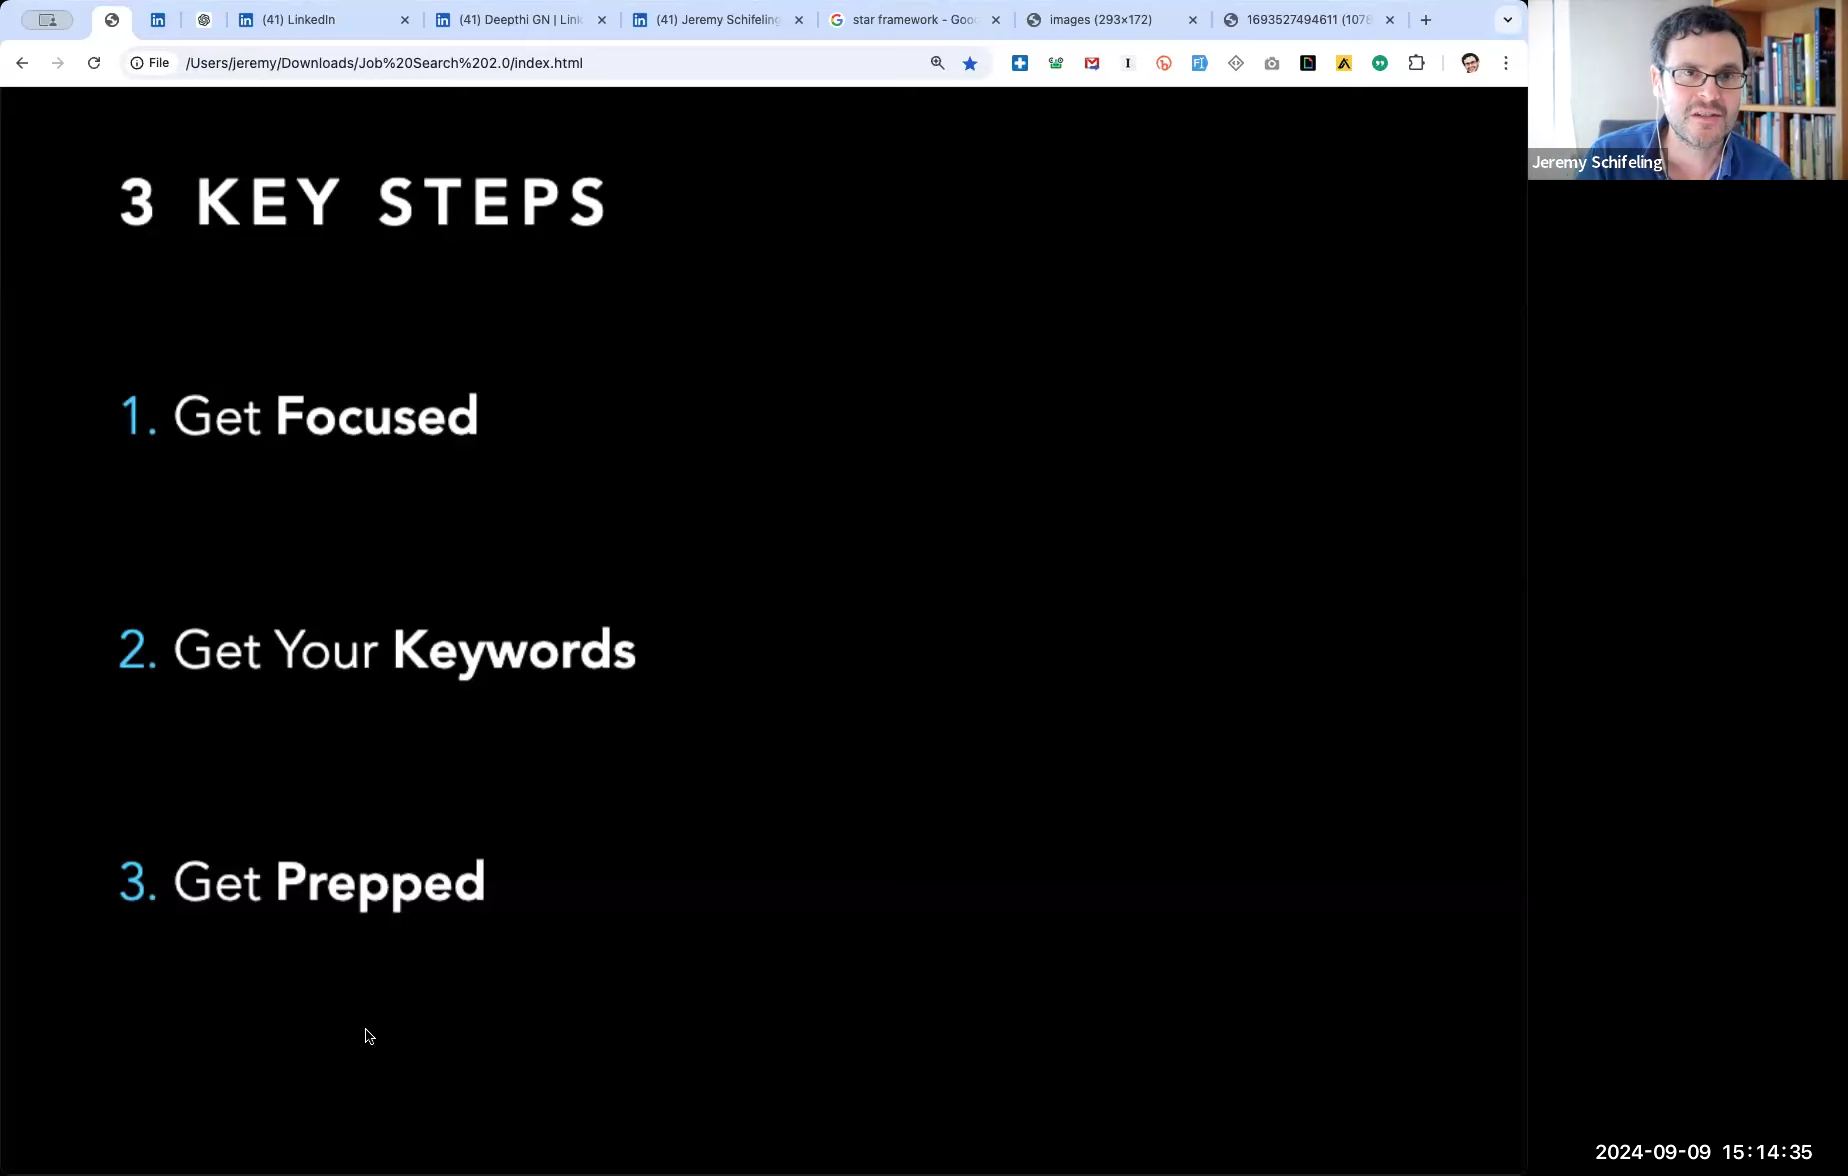 (41) LinkedIn
(41) Deepthi GN | Link
(41) Jeremy Schifeling
star framework - Goo
images (293×172)
1693527494611 (1078
File
/Users/jeremy/Downloads/Job%20Search%202.0/index.html
Jeremy Schifeling
3 KEY STEPS
1. Get Focused
2. Get Your Keywords
3. Get Prepped
2024-09-09 15:14:35